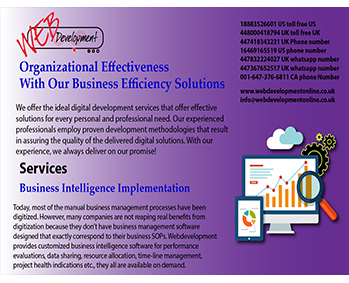 WEB
Development
18883526601 US toll free US
448000418794 UK toll free UK
447418343231 UK Phone number
16469165519 US phone number
447832224027 UK whatsapp number
447367652517 UK whatsapp number
001-647-376-6811 CA phone Number
www.webdevelopmentonline.co.uk
info@webdevelopmentonline.co.uk
Organizational Effectiveness
With Our Business Efficiency Solutions
We offer the ideal digital development services that offer effective
solutions for every personal and professional need. Our experienced
professionals employ proven development methodologies that result
in assuring the quality of the delivered digital solutions. With our
experience, we always deliver on our promise!
Services
Business Intelligence Implementation
Today, most of the manual business management processes have been
digitized. However, many companies are not reaping real benefits from
digitization because they don't have business management software
designed that exactly correspond to their business SOPs. Webdevelopment
provides customized business intelligence software for performance
evaluations, data sharing, resource allocation, time-line management,
project health indications etc., they all are available on demand.